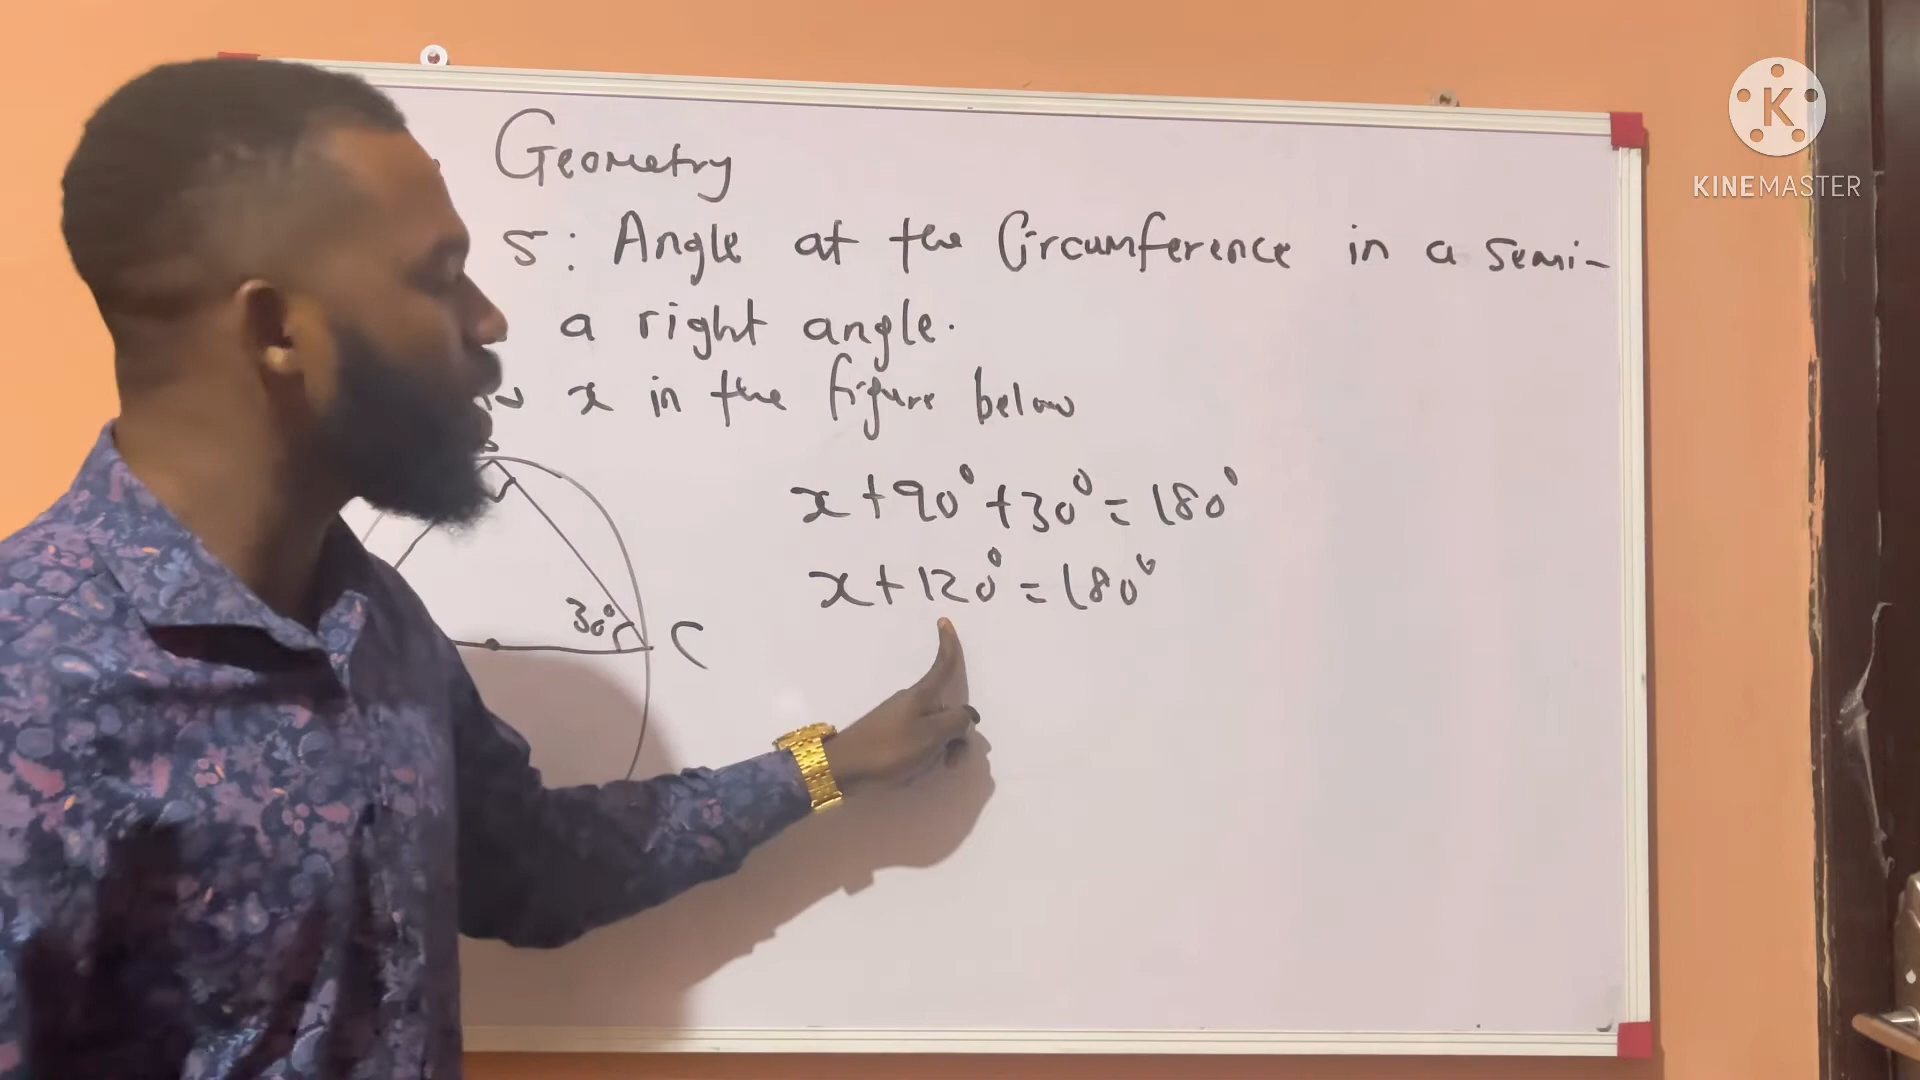 Geometry
5: Angle at the Circumference in a semi-
a right angle.
x in the figure below
x+90°+30°=180°
x+120°=180°
30°
C
K
KINEMASTER